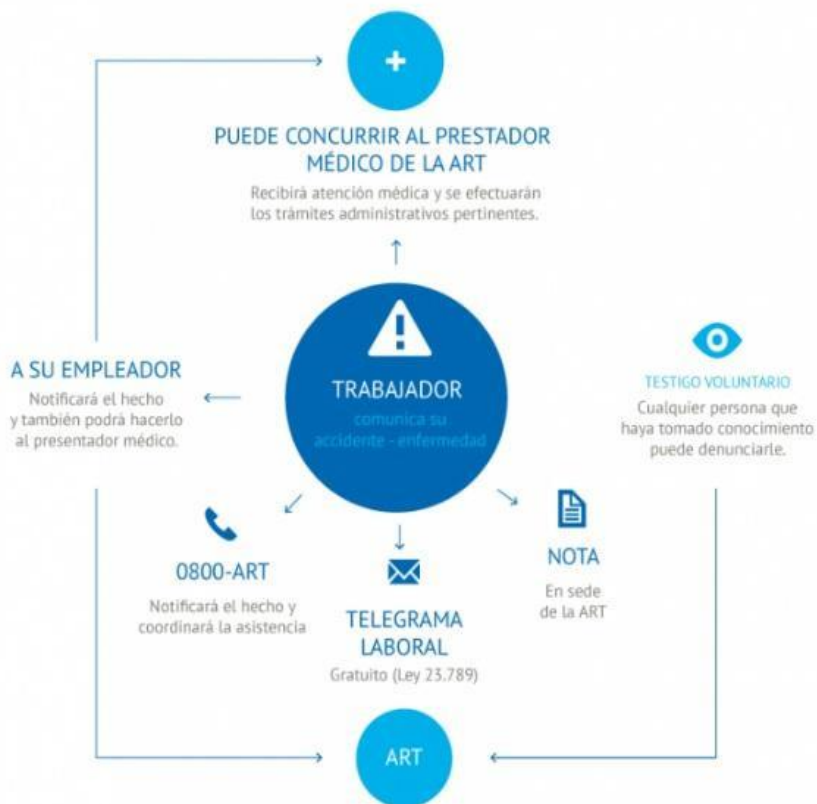 PUEDE CONCURRIR AL PRESTADOR
MÉDICO DE LA ART
Recibirá atención médica y se efectuarán
los trámites administrativos pertinentes.
TRABAJADOR
comunica su
accidente - enfermedad
A SU EMPLEADOR
Notificará el hecho
y también podrá hacerlo
al presentador médico.
TESTIGO VOLUNTARIO
Cualquier persona que
haya tomado conocimiento
puede denunciarle.
0800-ART
Notificará el hecho y
coordinará la asistencia
TELEGRAMA
LABORAL
Gratuito (Ley 23.789)
NOTA
En sede
de la ART
ART